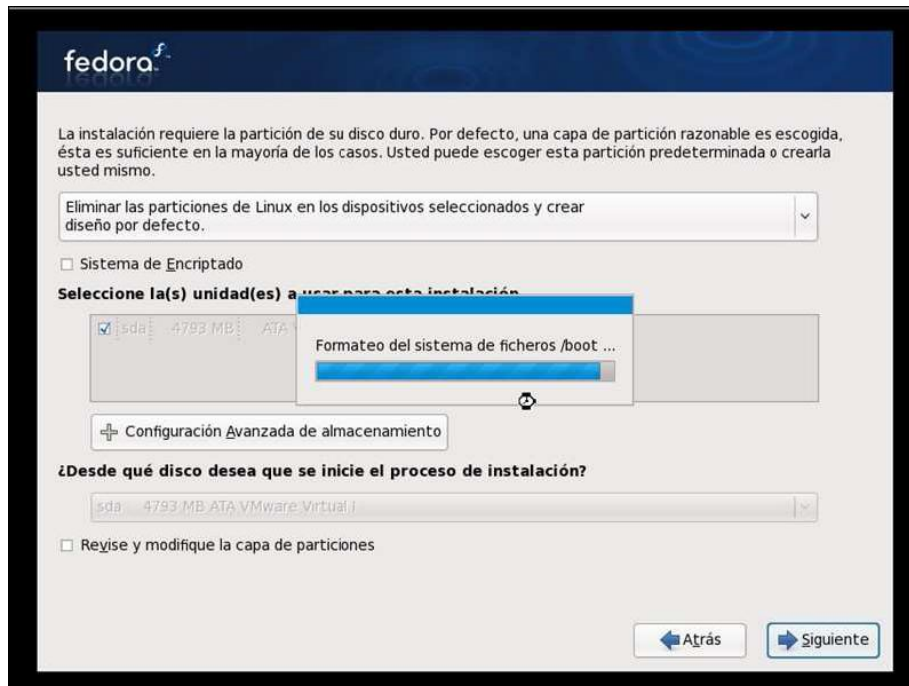 fedora
La instalación requiere la partición de su disco duro. Por defecto, una capa de partición razonable es escogida,
ésta es suficiente en la mayoría de los casos. Usted puede escoger esta partición predeterminada o crearla
usted mismo.
Eliminar las particiones de Linux en los dispositivos seleccionados y crear
diseño por defecto.
Sistema de Encriptado
Seleccione la(s) unidad(es) a usar para esta instalación
sda 4793 MB ATA
Formateo del sistema de ficheros /boot ...
Configuración Avanzada de almacenamiento
¿Desde qué disco desea que se inicie el proceso de instalación?
sda 4793 MB ATA VMware Virtual I
Revise y modifique la capa de particiones
Atrás
Siguiente